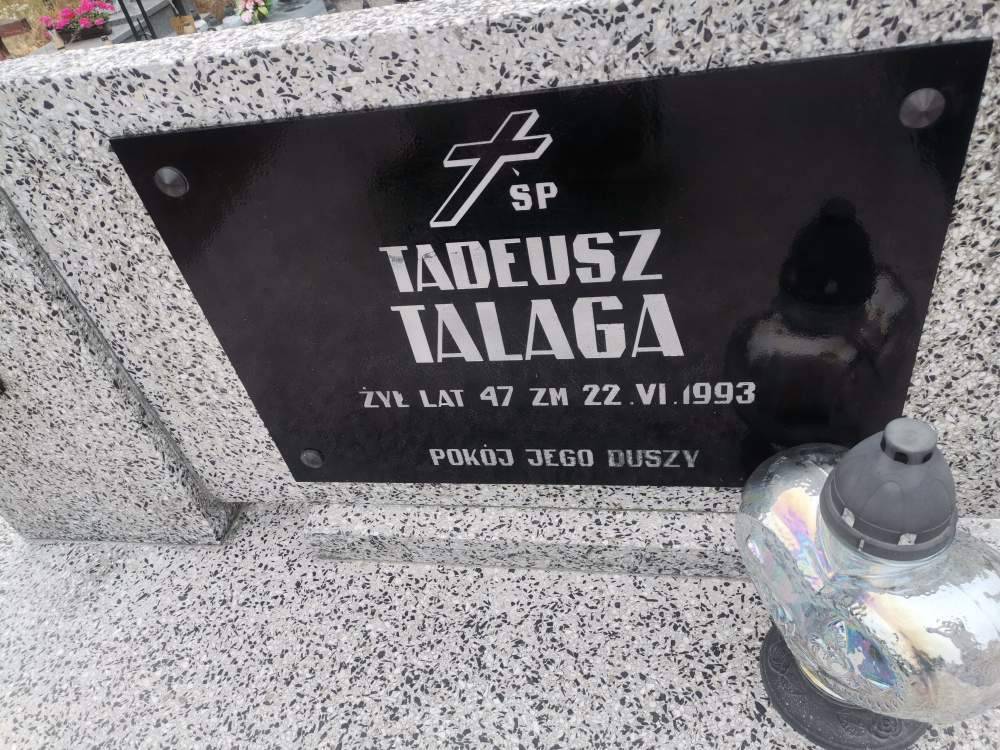 ŚP
TADEUSZ
TALAGA
ŻYŁ LAT 47 ZM 22.VI.1993
POKÓJ JEGO DUSZY